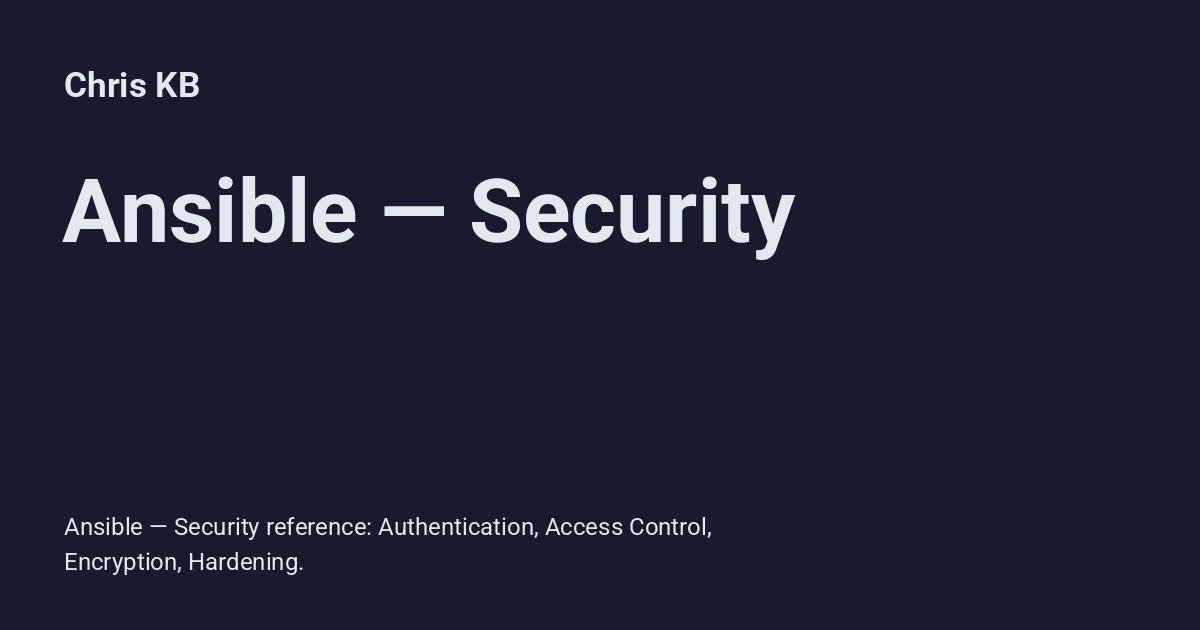 Chris KB
Ansible — Security
Ansible — Security reference: Authentication, Access Control,
Encryption, Hardening.